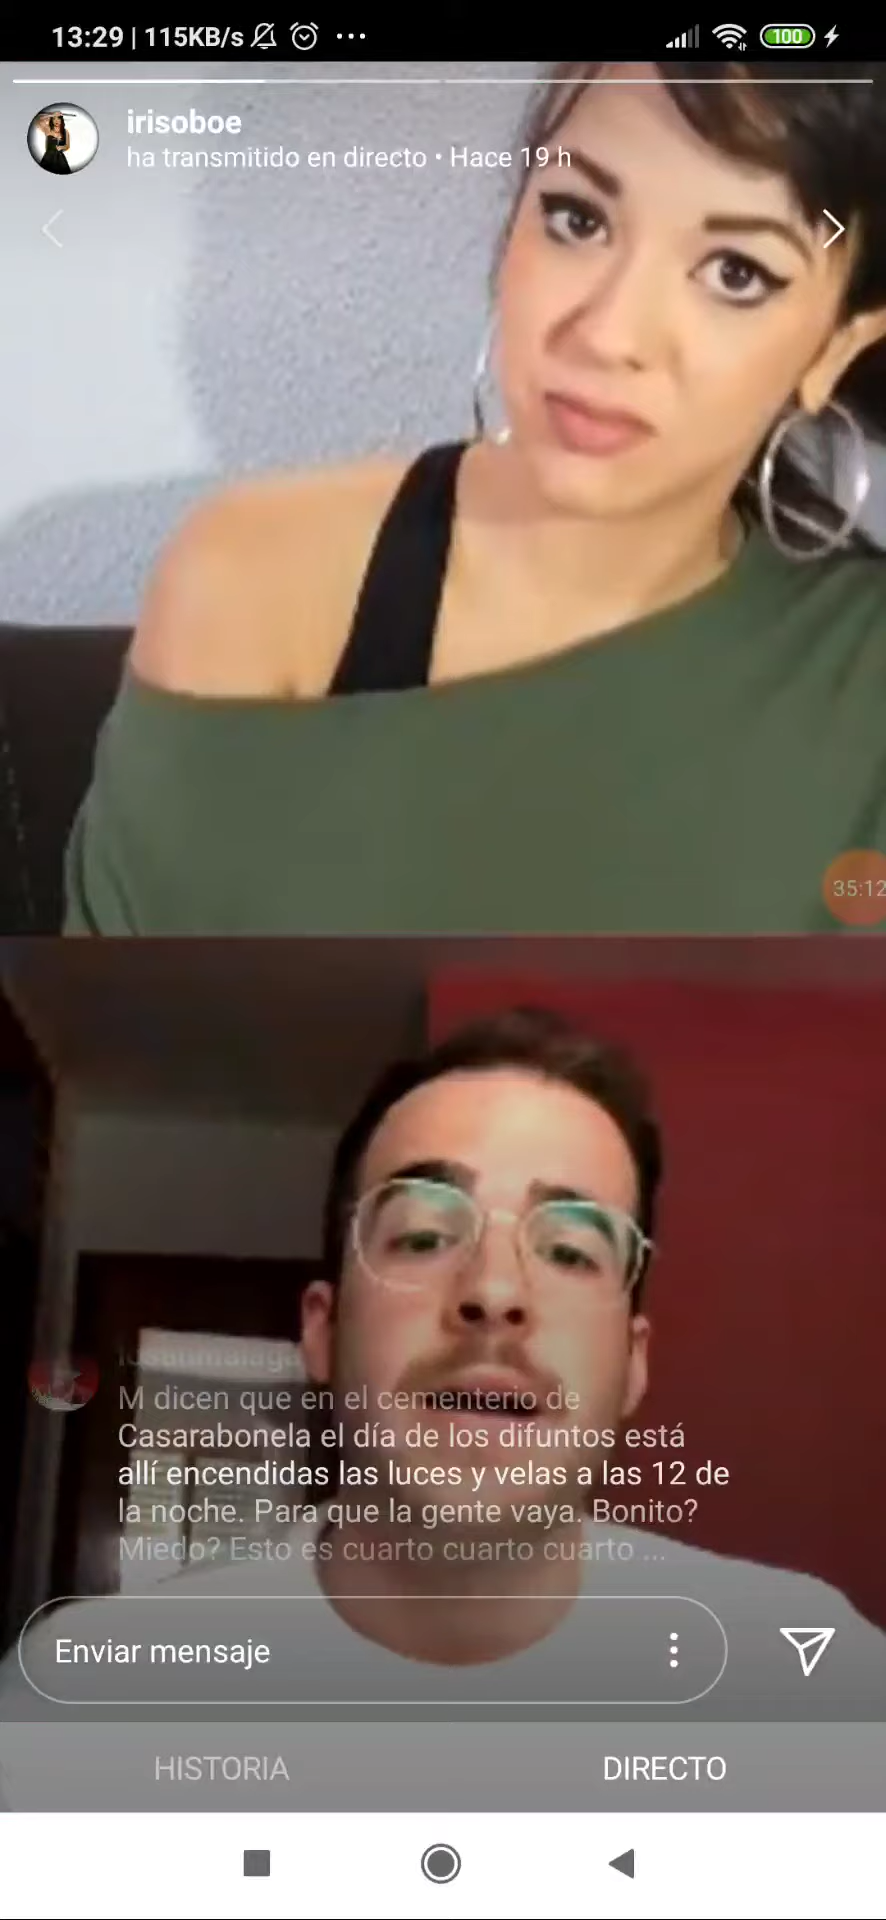 13:29 | 115KB/s ...
100
irisoboe
ha transmitido en directo • Hace 19 h
35:12
M dicen que en el cementerio de
Casarabonela el día de los difuntos está
allí encendidas las luces y velas a las 12 de
la noche. Para que la gente vaya. Bonito?
Miedo? Esto es cuarto cuarto cuarto ...
Enviar mensaje
HISTORIA
DIRECTO